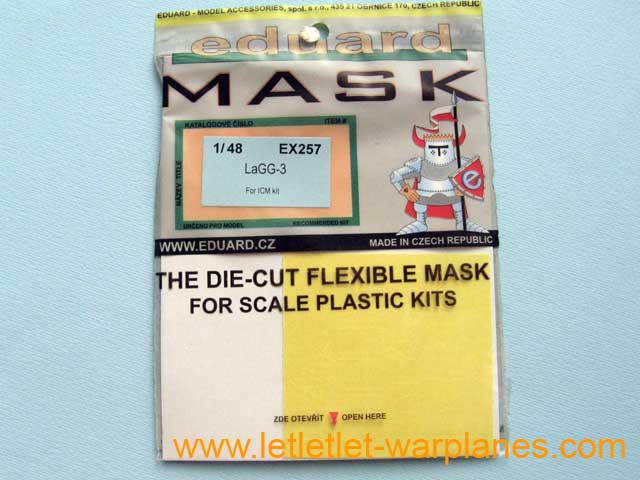 EDUARD - MODEL ACCESSORIES, spol. s r.o., 435 21 OBRNICE 170, CZECH REPUBLIC
eduard
MASK
KATALOGOVÉ ČÍSLO ITEM #
1/48 EX257
LaGG-3
For ICM kit
NÁZEV TITLE
URČENO PRO MODEL RECOMMENDED KIT
e
WWW.EDUARD.CZ MADE IN CZECH REPUBLIC
THE DIE-CUT FLEXIBLE MASK
FOR SCALE PLASTIC KITS
ZDE OTEVŘÍT OPEN HERE
www.letletlet-warplanes.com